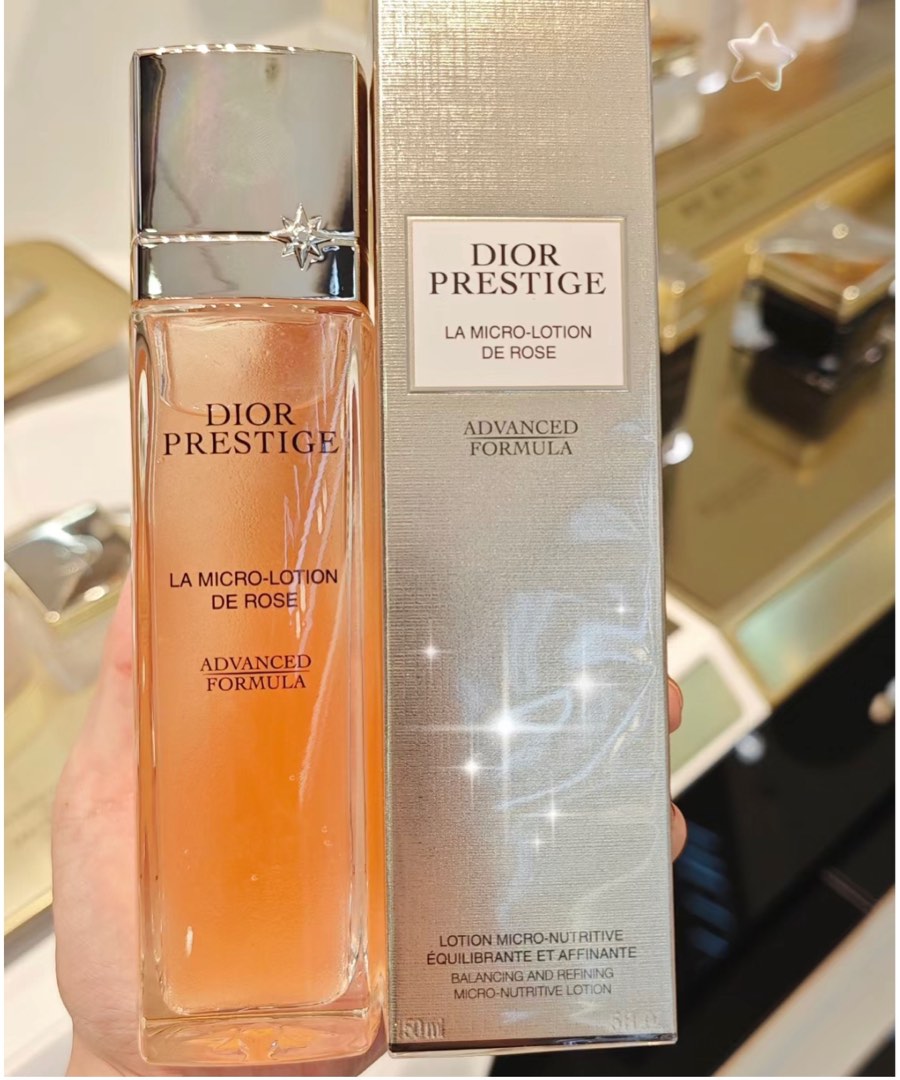 DIOR
PRESTIGE
LA MICRO-LOTION
DE ROSE
ADVANCED
FORMULA
DIOR
PRESTIGE
LA MICRO-LOTION
DE ROSE
ADVANCED
FORMULA
LOTION MICRO-NUTRITIVE
ÉQUILIBRANTE ET AFFINANTE
BALANCING AND REFINING
MICRO-NUTRITIVE LOTION
150ml